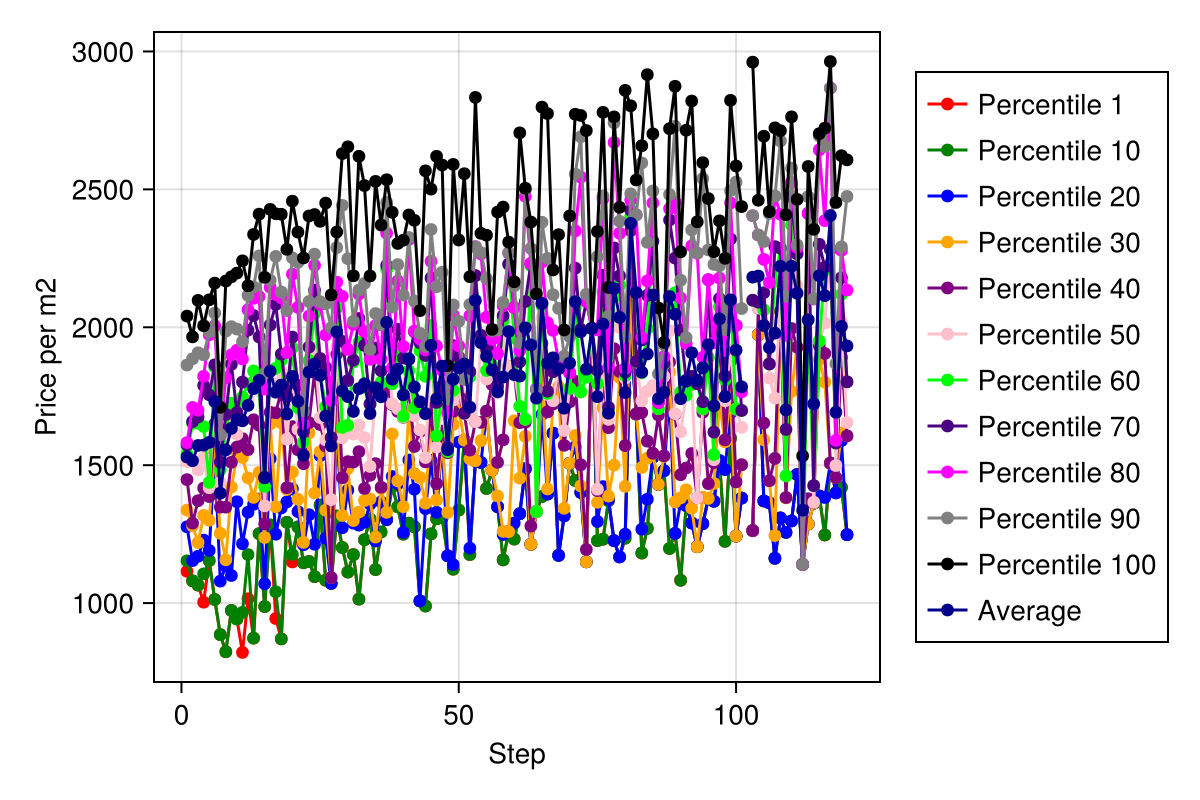 3000
2500
2000
1500
1000
0
50
100
Price per m2
Step
Percentile 1
Percentile 10
Percentile 20
Percentile 30
Percentile 40
Percentile 50
Percentile 60
Percentile 70
Percentile 80
Percentile 90
Percentile 100
Average